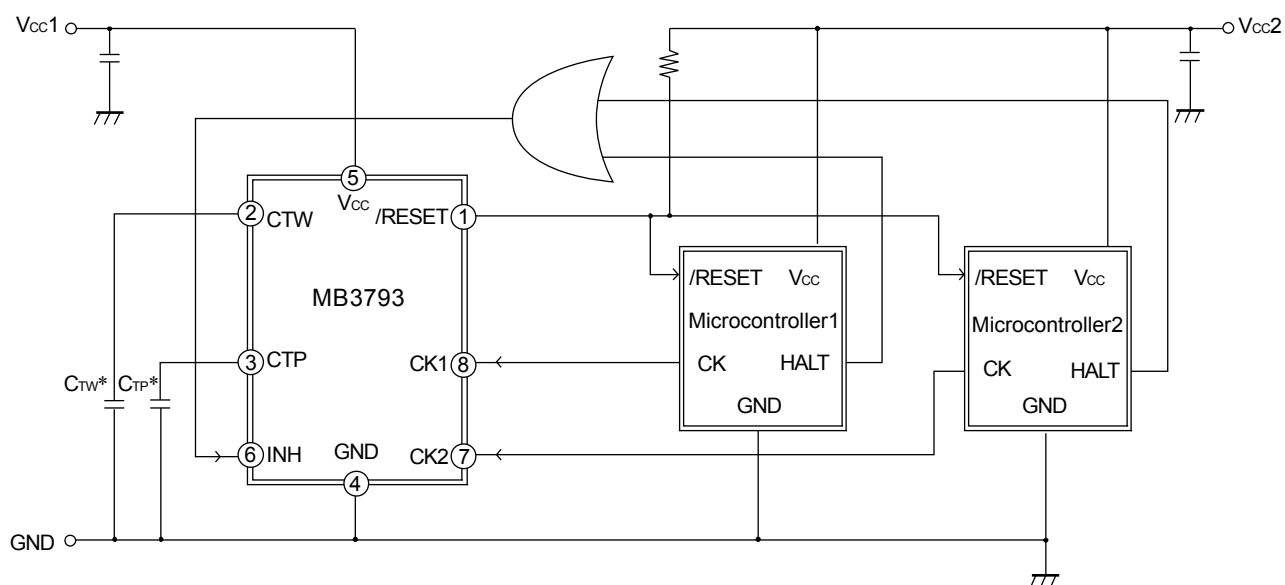 VCC1
VCC2
5
VCC
2
CTW
/RESET
1
MB3793
/RESET VCC
Microcontroller1
CK HALT
GND
/RESET VCC
Microcontroller2
CK HALT
GND
3
CTP
CK1
8
CTW* CTP*
6
INH
GND
CK2
7
4
GND